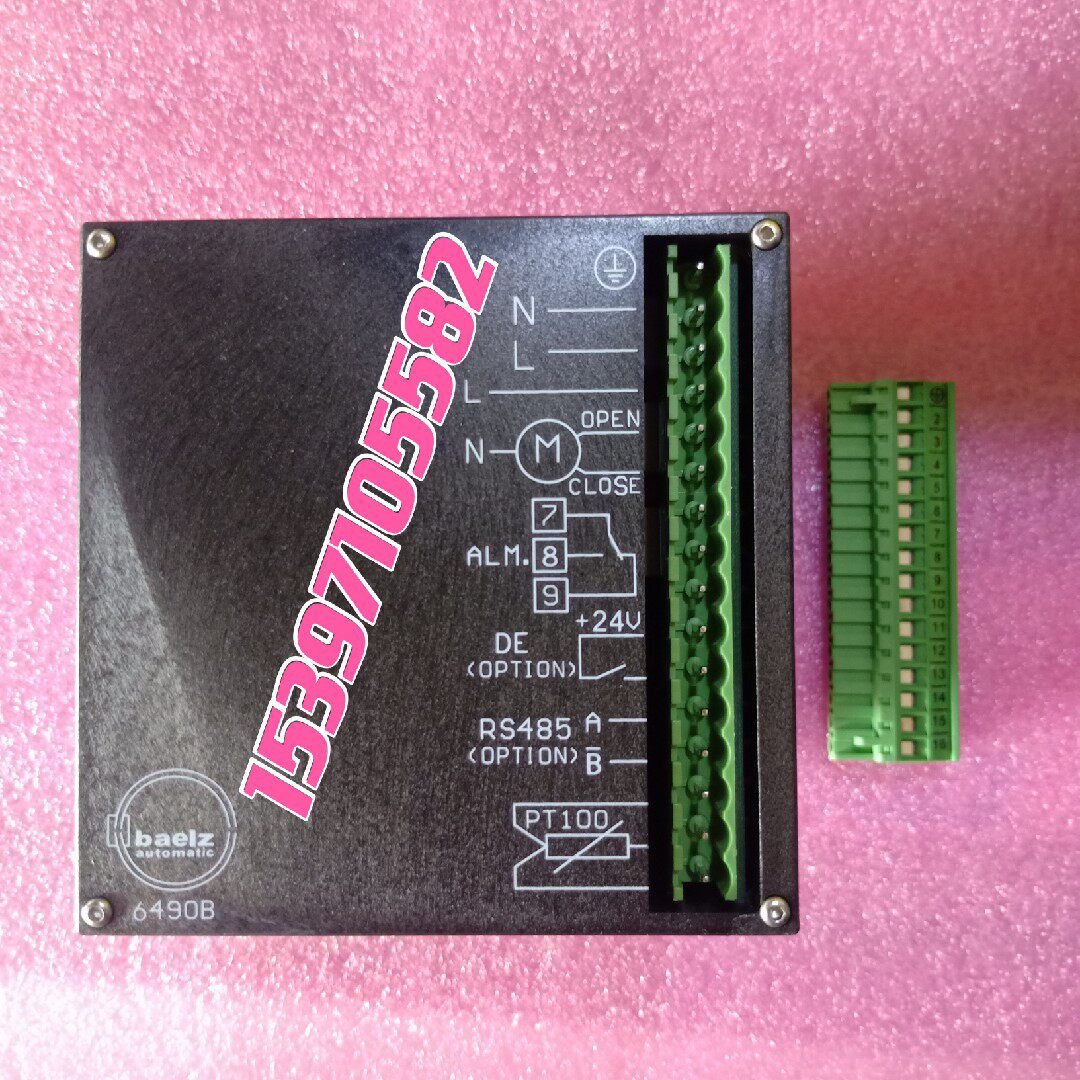 15397105582
N
L
L
OPEN
N
M
CLOSE
7
ALM. 8
9
+24V
DE
(OPTION)
RS485 A
(OPTION) B̅
PT100
baelz
automatic
6490B
2
3
4
5
6
7
8
9
10
11
12
13
14
15
16